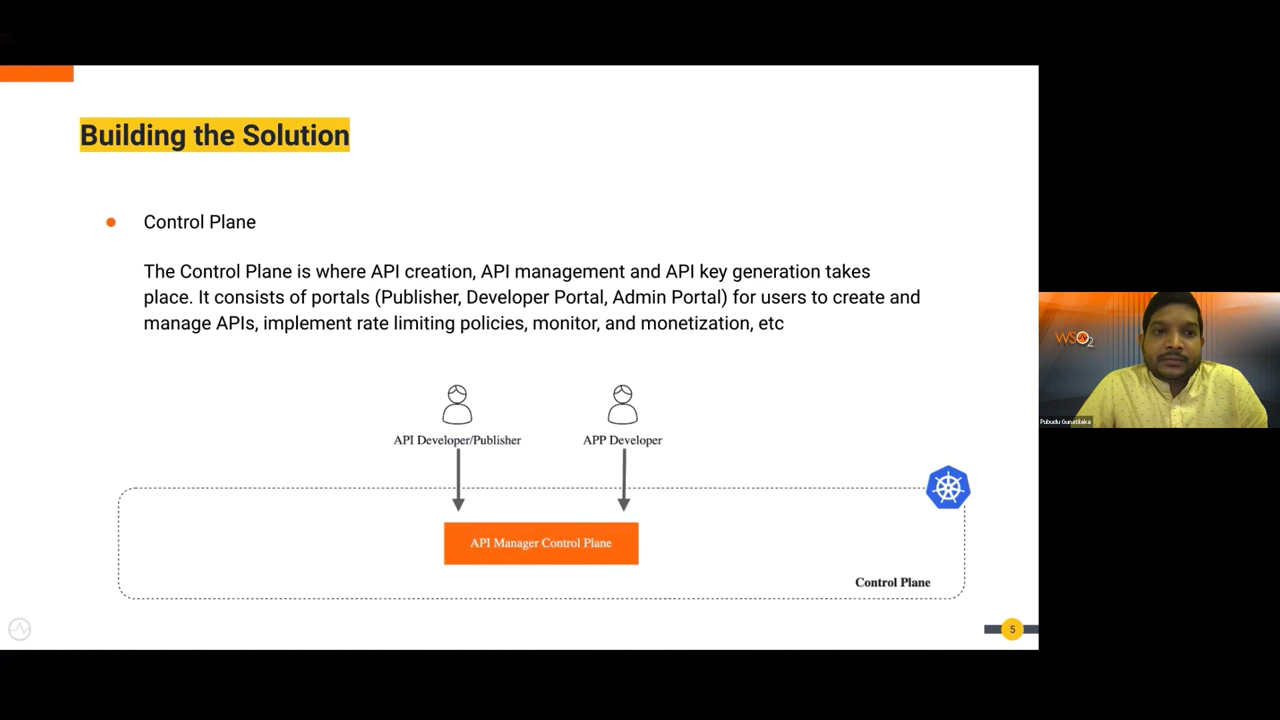 Building the Solution
Control Plane
The Control Plane is where API creation, API management and API key generation takes
place. It consists of portals (Publisher, Developer Portal, Admin Portal) for users to create and
manage APIs, implement rate limiting policies, monitor, and monetization, etc
API Developer/Publisher
APP Developer
API Manager Control Plane
Control Plane
5
WSO2
Pubudu Gunatilaka